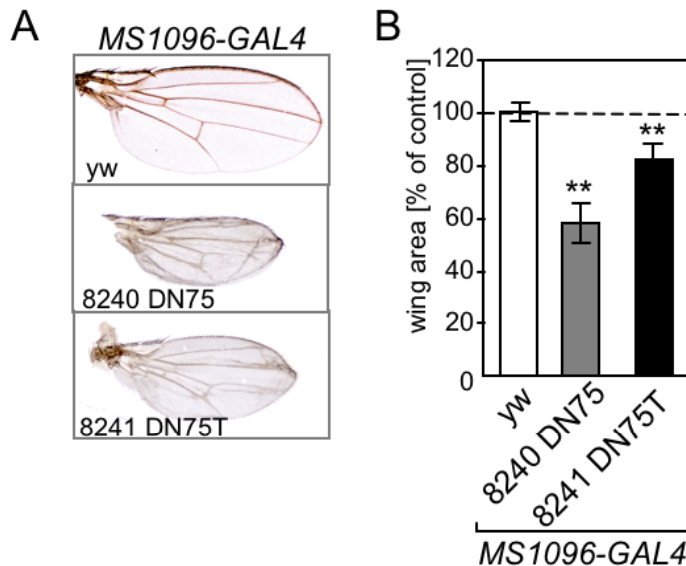 A
MS1096-GAL4
yw
8240 DN75
8241 DN75T
B
wing area [% of control]
120
100
80
60
40
20
0
**
**
yw
8240 DN75
8241 DN75T
MS1096-GAL4